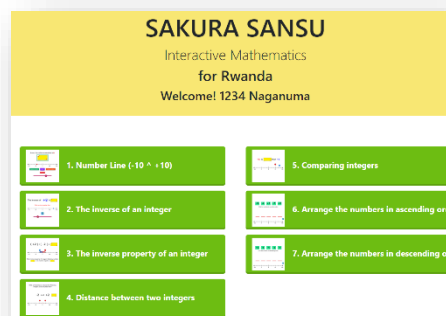 SAKURA SANSU
Interactive Mathematics
for Rwanda
Welcome! 1234 Naganuma
1. Number Line (-10 ^ +10)
2. The inverse of an integer
3. The inverse property of an integer
4. Distance between two integers
5. Comparing integers
6. Arrange the numbers in ascending
7. Arrange the numbers in descending